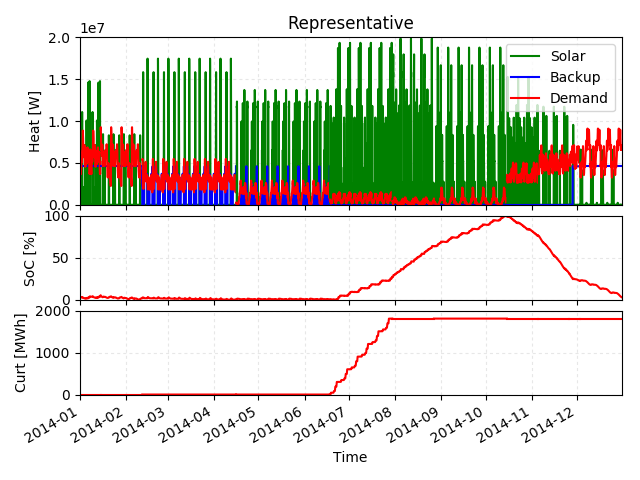 Representative
1e7
2.0
1.5
1.0
0.5
0.0
Heat [W]
Solar
Backup
Demand
100
50
0
SoC [%]
2000
1000
0
Curt [MWh]
2014-01
2014-02
2014-03
2014-04
2014-05
2014-06
2014-07
2014-08
2014-09
2014-10
2014-11
2014-12
Time